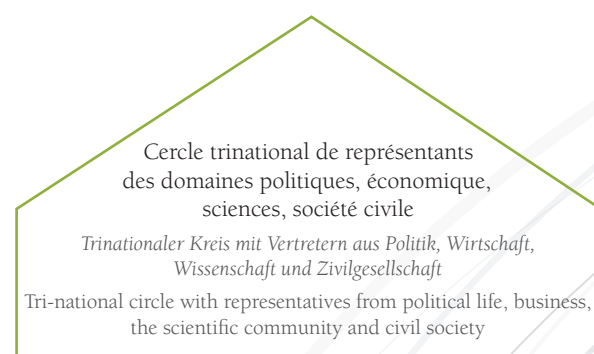 Cercle trinational de représentants
des domaines politiques, économique,
sciences, société civile
Trinationaler Kreis mit Vertretern aus Politik, Wirtschaft,
Wissenschaft und Zivilgesellschaft
Tri-national circle with representatives from political life, business,
the scientific community and civil society